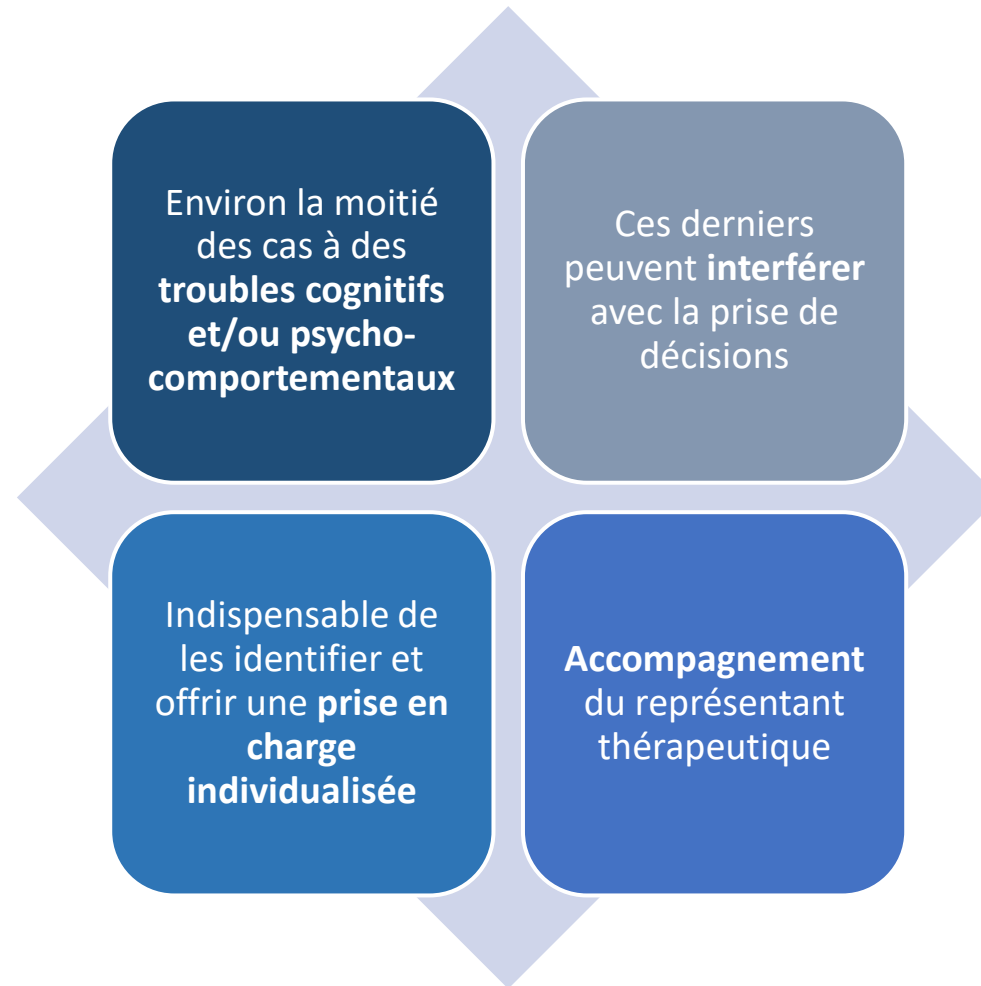 Environ la moitié
des cas à des
troubles cognitifs
et/ou psycho-
comportementaux
Ces derniers
peuvent interférer
avec la prise de
décisions
Indispensable de
les identifier et
offrir une prise en
charge
individualisée
Accompagnement
du représentant
thérapeutique